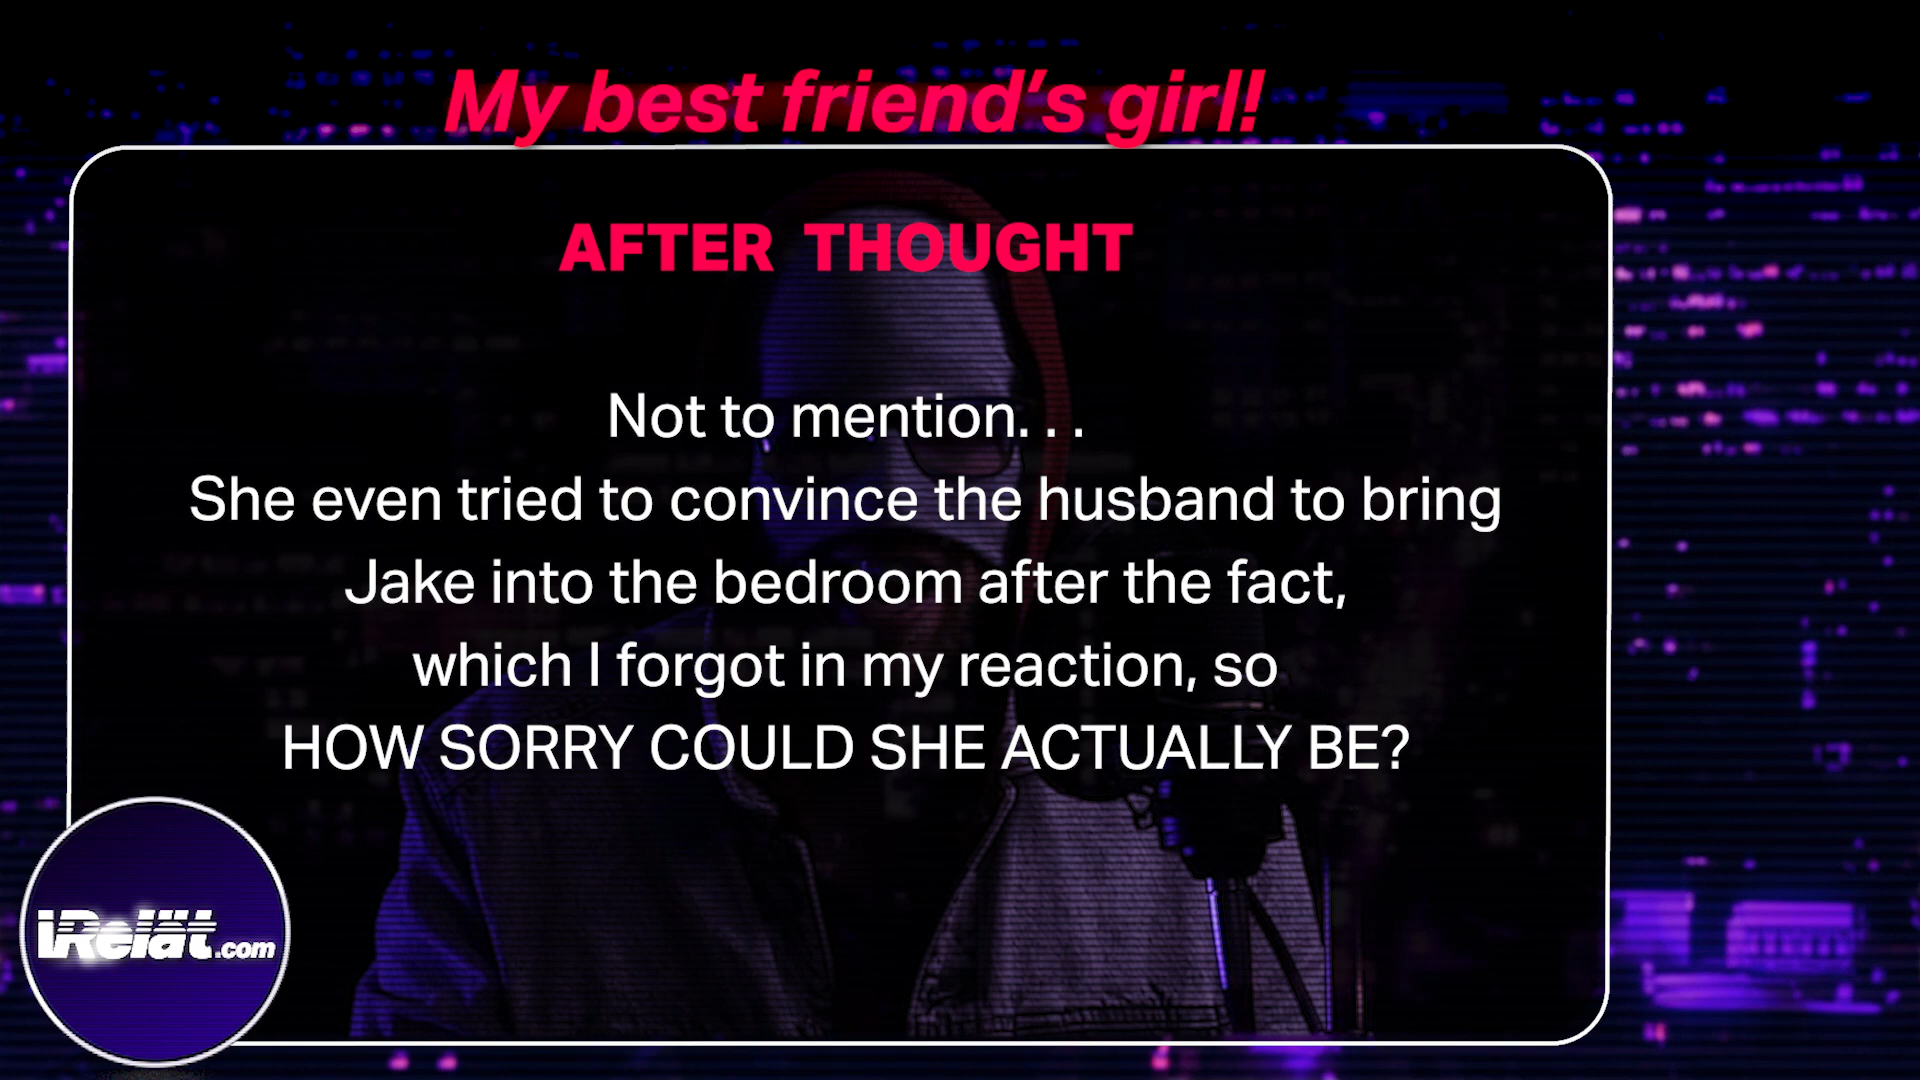 My best friend’s girl!
AFTER THOUGHT
Not to mention. . .
She even tried to convince the husband to bring
Jake into the bedroom after the fact,
which I forgot in my reaction, so
HOW SORRY COULD SHE ACTUALLY BE?
iRelät.com